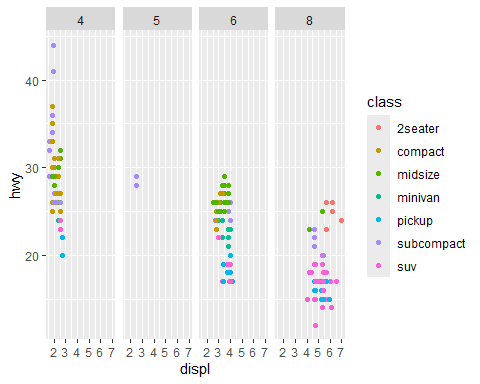 4 5 6 8
40
30
20
hwy
2 3 4 5 6 7 2 3 4 5 6 7 2 3 4 5 6 7 2 3 4 5 6 7
displ
class
2seater
compact
midsize
minivan
pickup
subcompact
suv